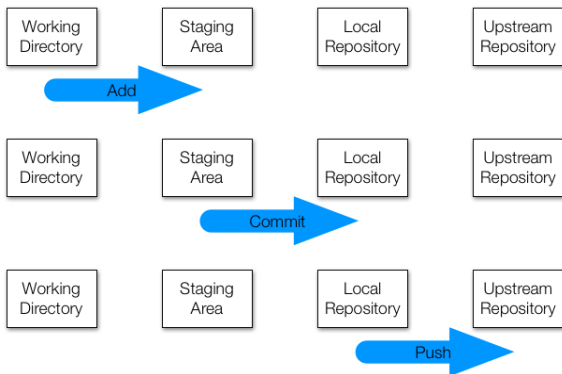 Working
Directory
Staging
Area
Local
Repository
Upstream
Repository
Add
Working
Directory
Staging
Area
Local
Repository
Upstream
Repository
Commit
Working
Directory
Staging
Area
Local
Repository
Upstream
Repository
Push